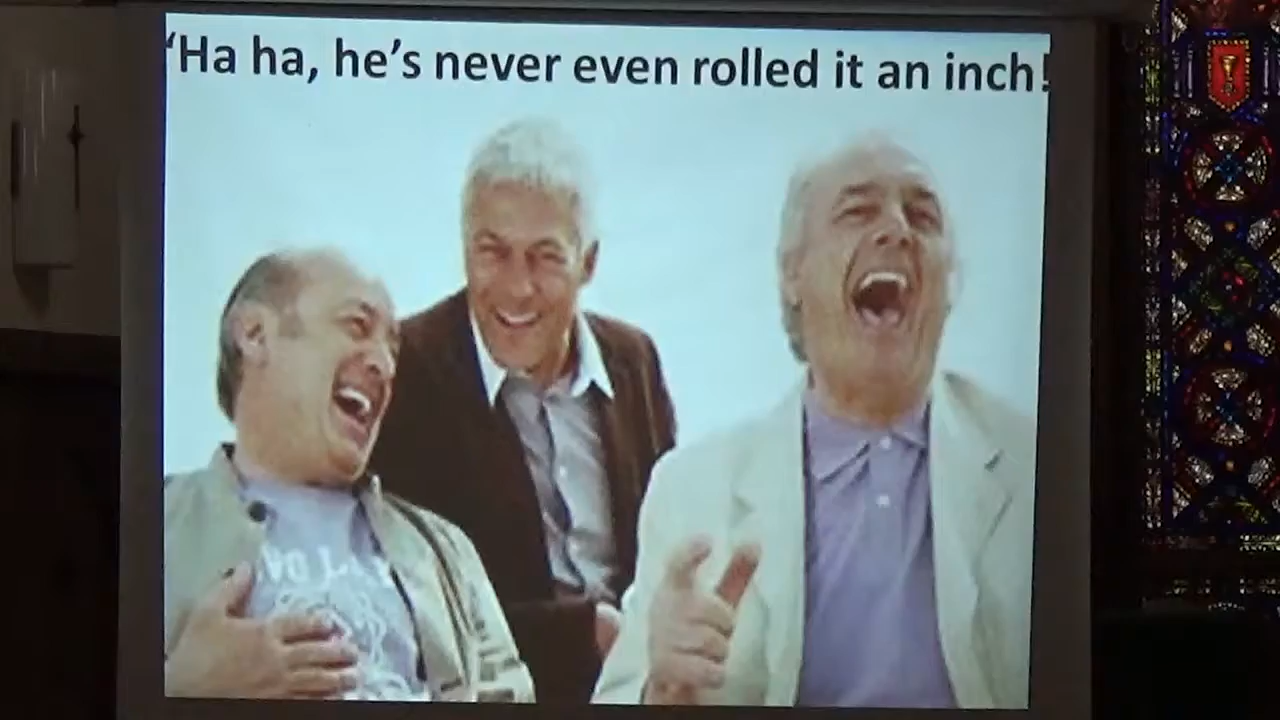 ‘Ha ha, he’s never even rolled it an inch!